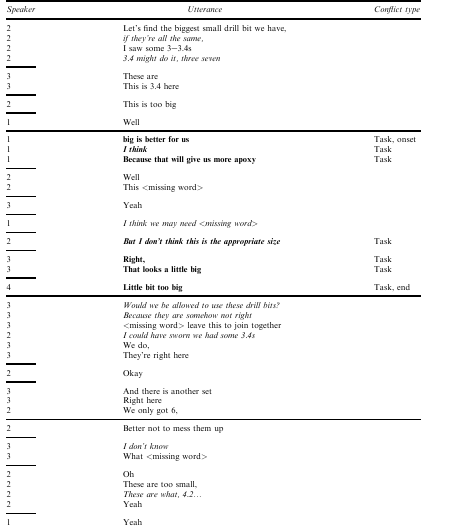 Speaker Utterance Conflict type
2 Let's find the biggest small drill bit we have,
2 if they're all the same,
2 I saw some 3–3.4s
2 3.4 might do it, three seven
3 These are
3 This is 3.4 here
2 This is too big
1 Well
1 big is better for us Task, onset
1 I think Task
1 Because that will give us more apoxy Task
2 Well
2 This <missing word>
3 Yeah
1 I think we may need <missing word>
2 But I don't think this is the appropriate size Task
3 Right, Task
3 That looks a little big Task
4 Little bit too big Task, end
3 Would we be allowed to use these drill bits?
3 Because they are somehow not right
3 <missing word> leave this to join together
2 I could have sworn we had some 3.4s
3 We do,
3 They're right here
2 Okay
3 And there is another set
3 Right here
2 We only got 6,
2 Better not to mess them up
3 I don't know
3 What <missing word>
2 Oh
2 These are too small,
2 These are what, 4.2...
2 Yeah
1 Yeah